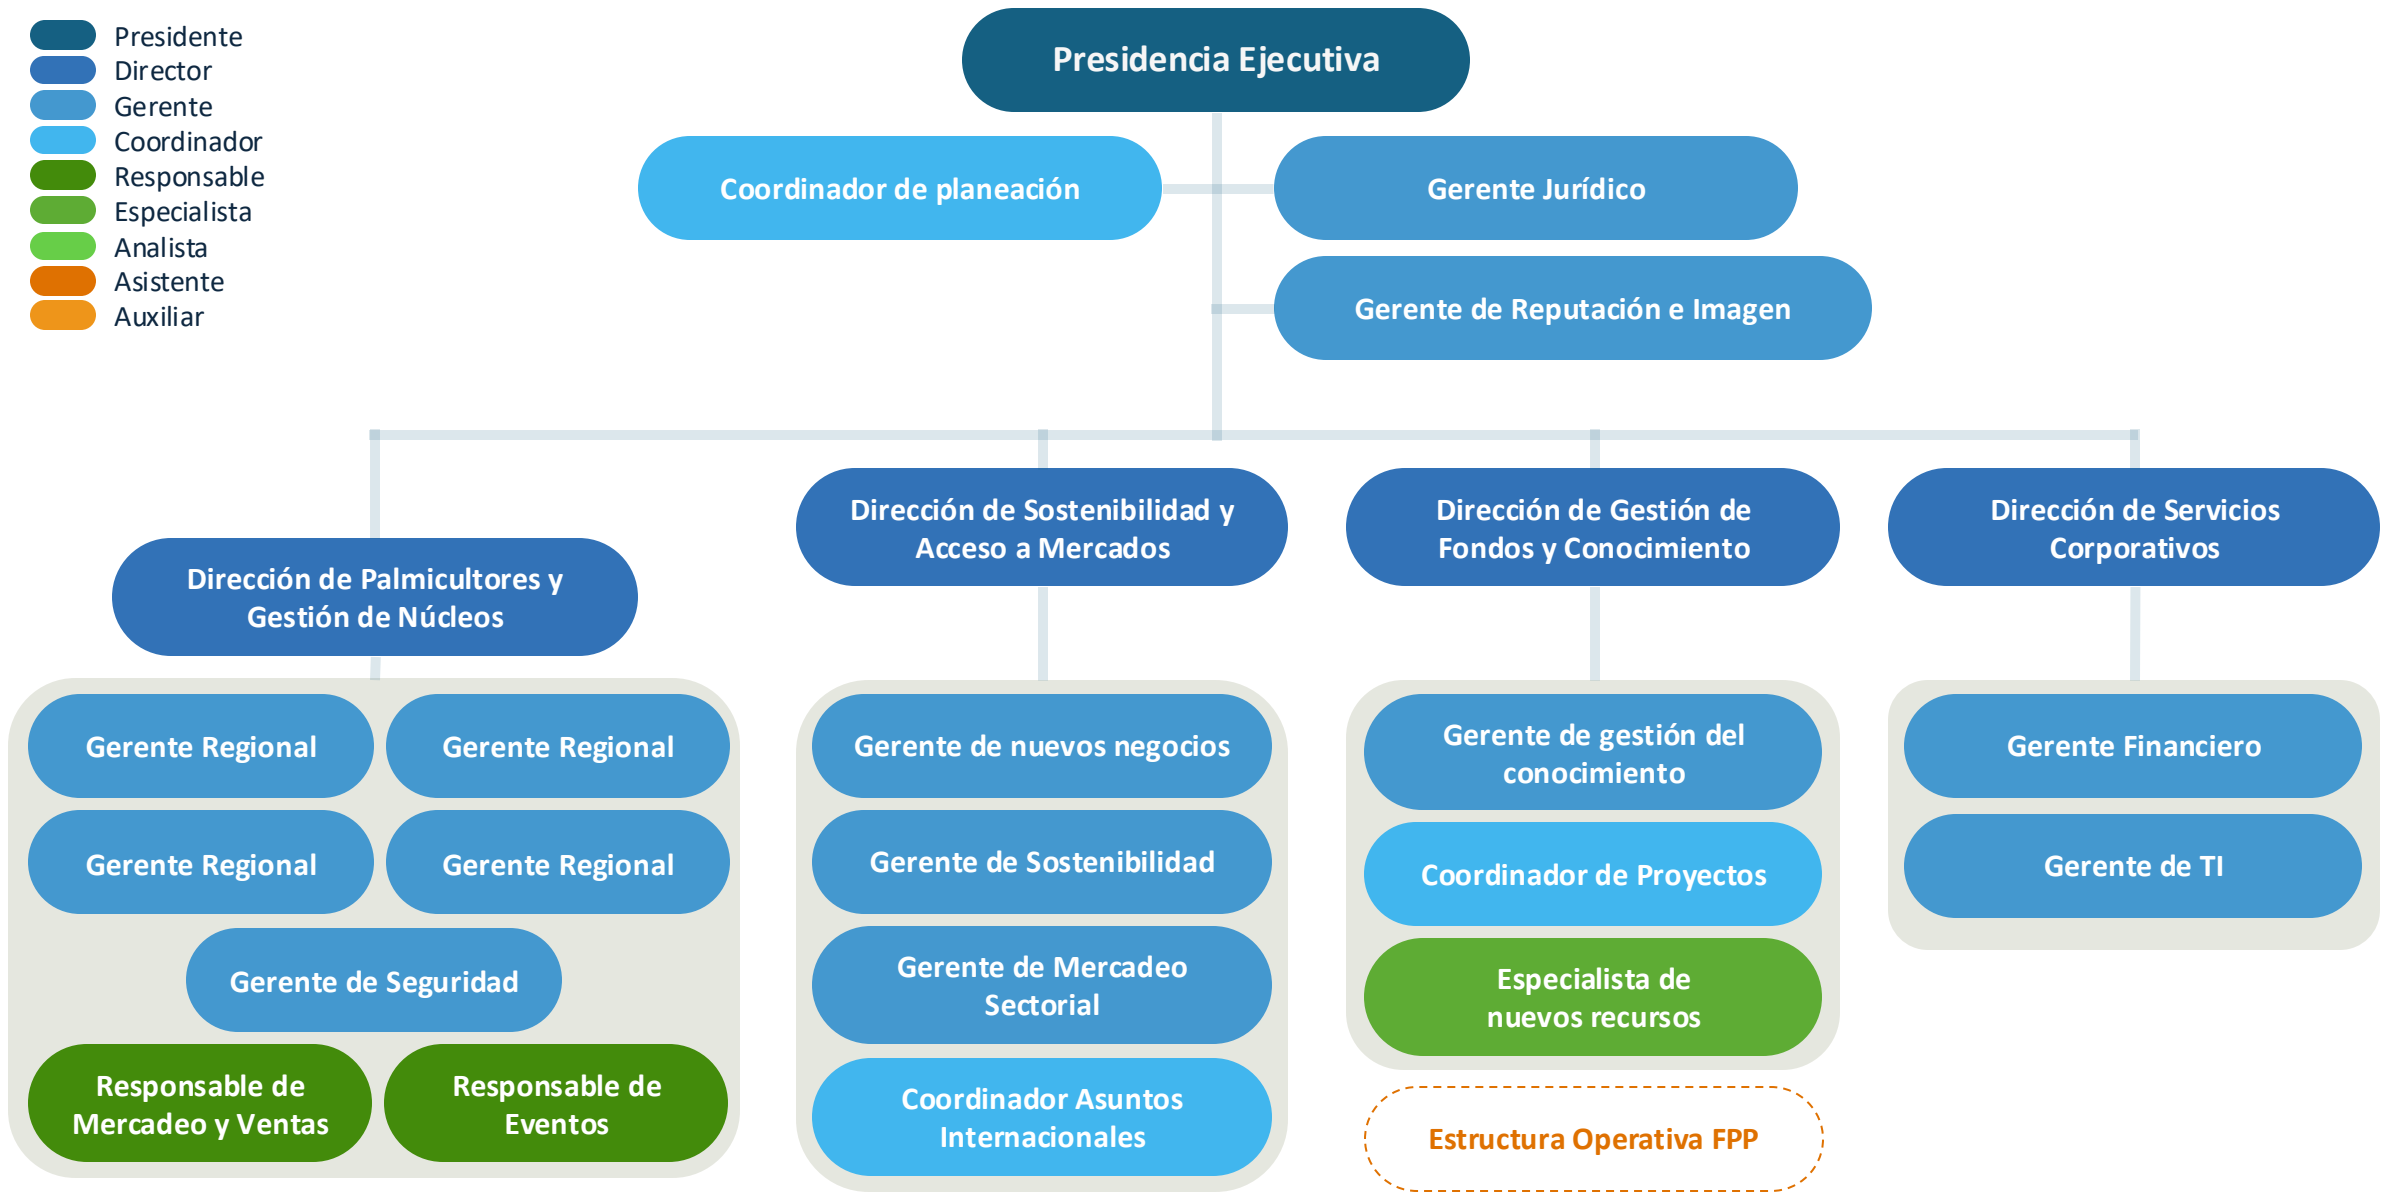 Presidente
Director
Gerente
Coordinador
Responsable
Especialista
Analista
Asistente
Auxiliar
Presidencia Ejecutiva
Coordinador de planeación
Gerente Jurídico
Gerente de Reputación e Imagen
Dirección de Palmicultores y
Gestión de Núcleos
Gerente Regional
Gerente Regional
Gerente Regional
Gerente Regional
Gerente de Seguridad
Responsable de
Mercadeo y Ventas
Responsable de
Eventos
Dirección de Sostenibilidad y
Acceso a Mercados
Gerente de nuevos negocios
Gerente de Sostenibilidad
Gerente de Mercadeo
Sectorial
Coordinador Asuntos
Internacionales
Dirección de Gestión de
Fondos y Conocimiento
Gerente de gestión del
conocimiento
Coordinador de Proyectos
Especialista de
nuevos recursos
Estructura Operativa FPP
Dirección de Servicios
Corporativos
Gerente Financiero
Gerente de TI